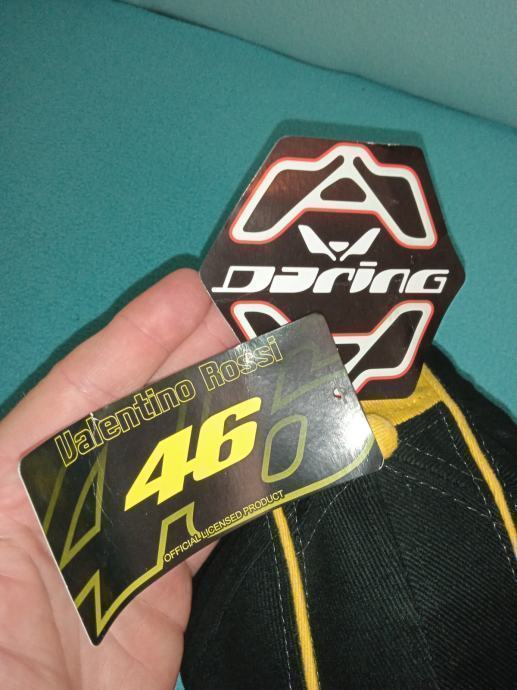 Daring
Valentino Rossi
46
OFFICIAL LICENSED PRODUCT